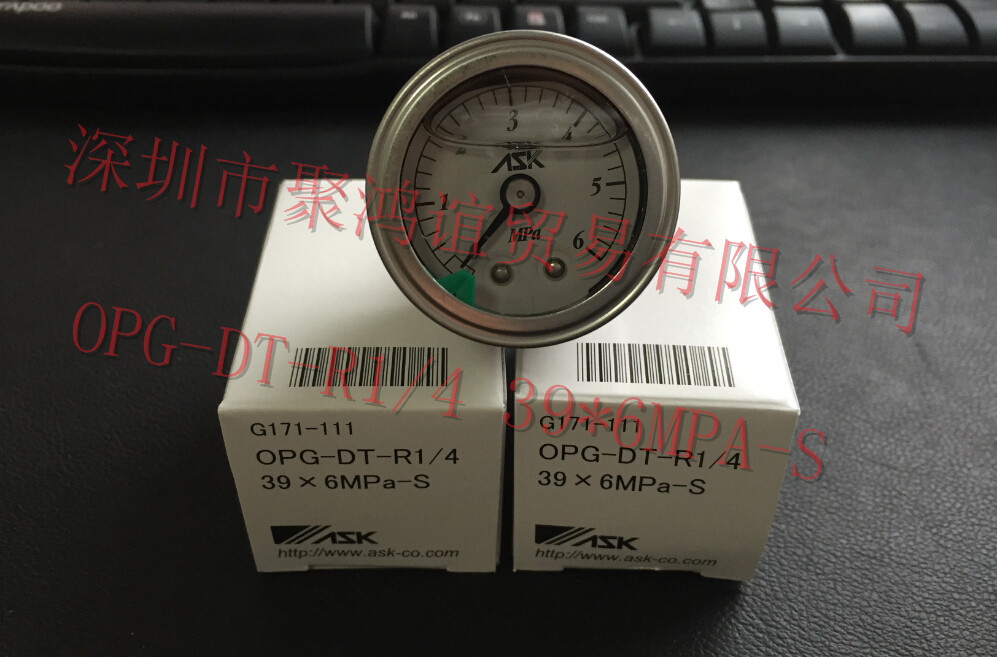 3
4
ASK
1
5
MPa
6
深圳市聚鸿谊贸易有限公司
OPG-DT-R1/4 39*6MPA-S
G171-111
OPG-DT-R1/4
39×6MPa-S
ASK
http://www.ask-co.com
G171-111
OPG-DT-R1/4
39×6MPa-S
ASK
http://www.ask-co.com